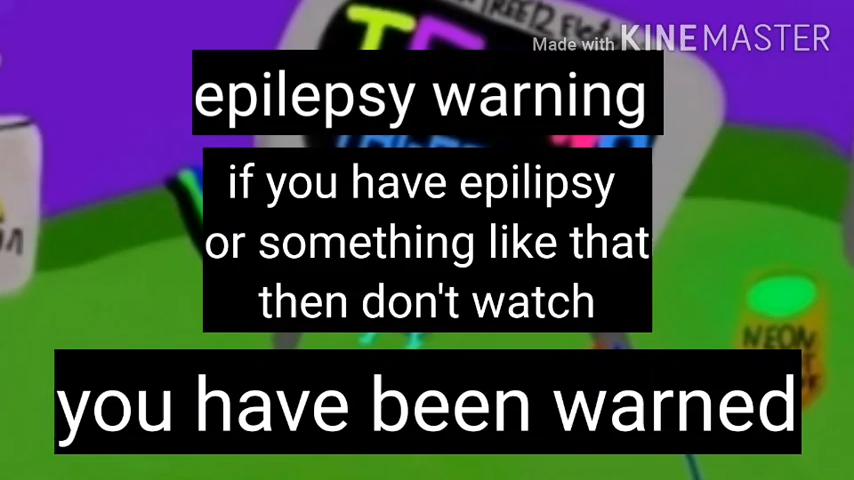 Made with KINEMASTER
epilepsy warning
if you have epilipsy
or something like that
then don't watch
you have been warned
NEON